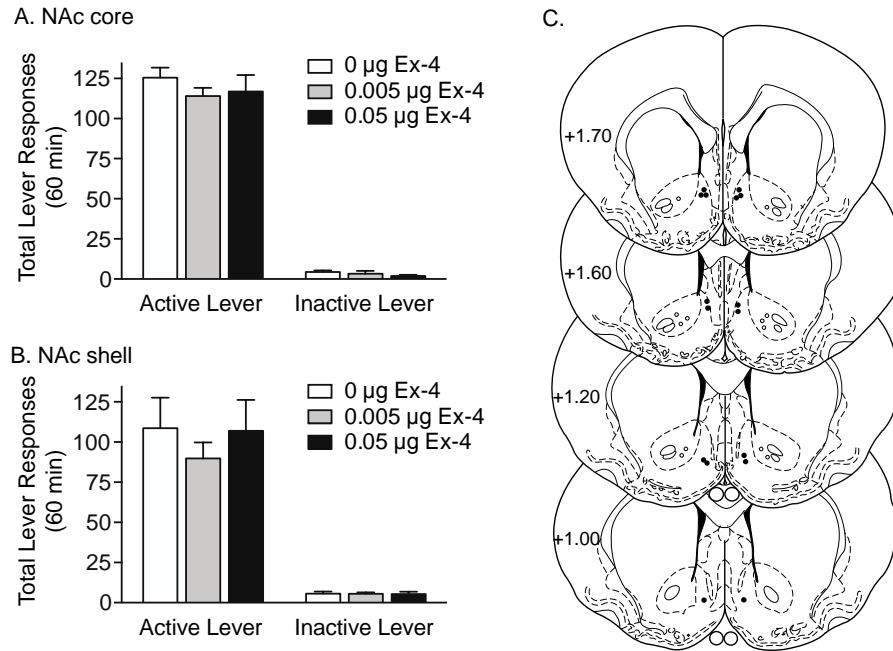 A. NAc core
Total Lever Responses
(60 min)
125
100
75
50
25
0
0 µg Ex-4
0.005 µg Ex-4
0.05 µg Ex-4
Active Lever
Inactive Lever
B. NAc shell
Total Lever Responses
(60 min)
125
100
75
50
25
0
0 µg Ex-4
0.005 µg Ex-4
0.05 µg Ex-4
Active Lever
Inactive Lever
C.
+1.70
+1.60
+1.20
+1.00